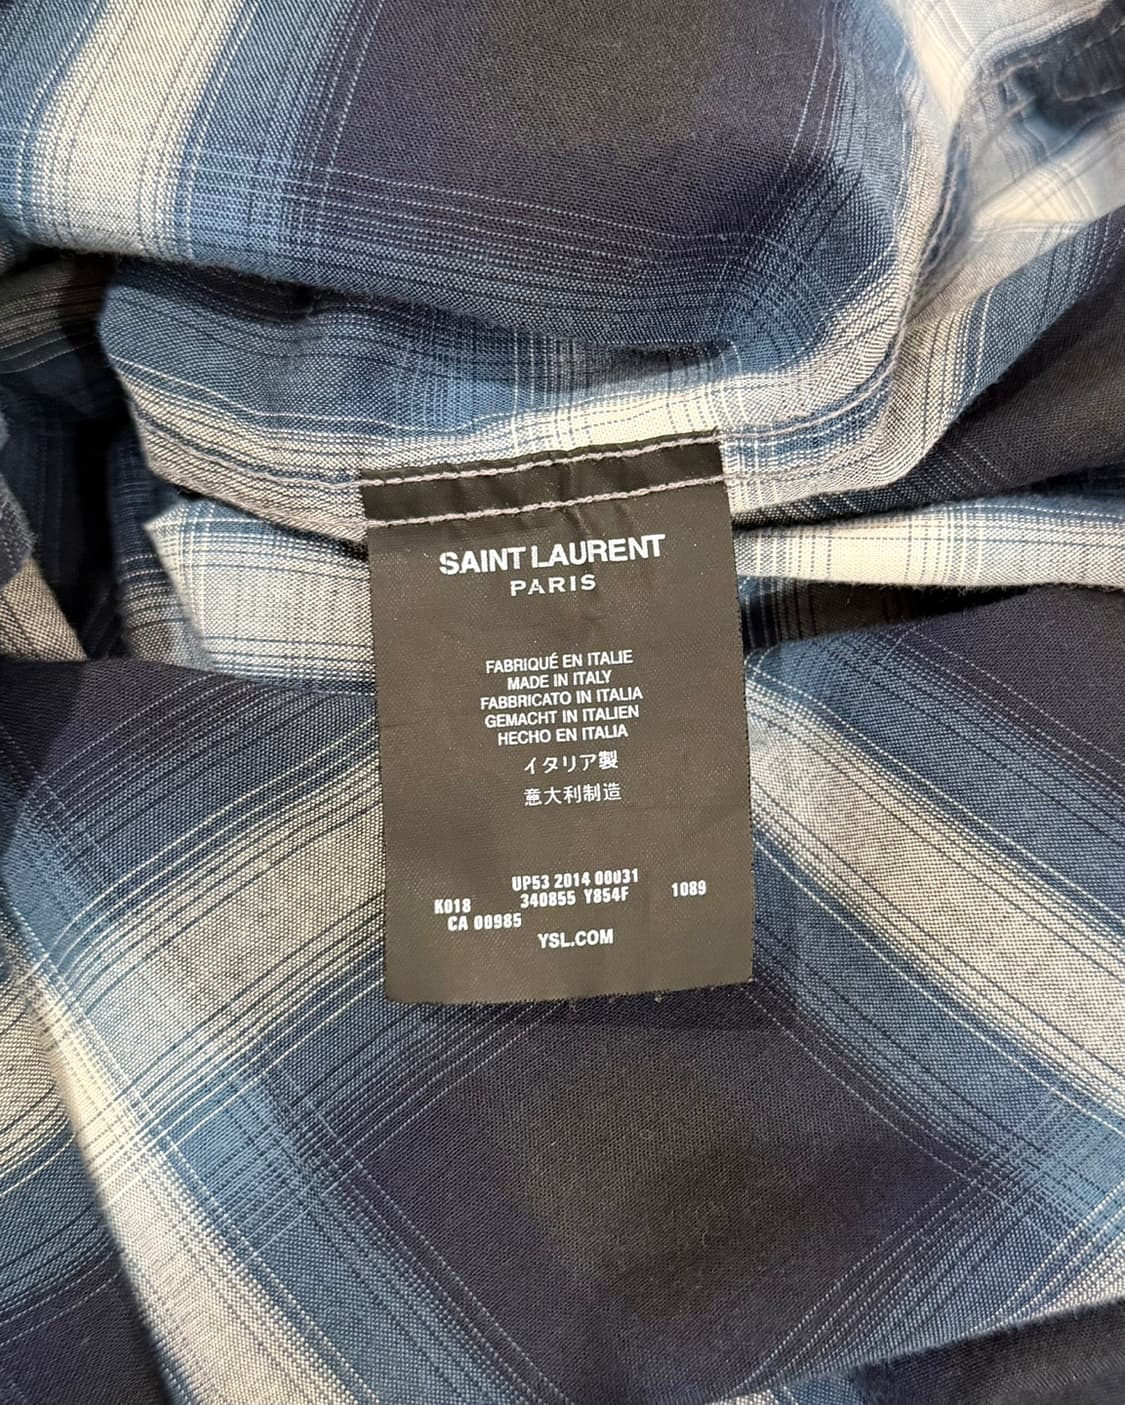 SAINT LAURENT
PARIS
FABRIQUÉ EN ITALIE
MADE IN ITALY
FABBRICATO IN ITALIA
GEMACHT IN ITALIEN
HECHO EN ITALIA
イタリア製
意大利制造
UP53 2014 00031
K018 340855 Y854F 1089
CA 00985
YSL.COM